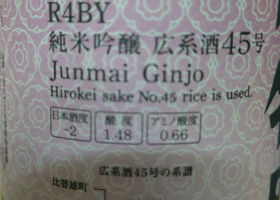 R4BY
純米吟醸 広系酒45号
Junmai Ginjo
Hirokei sake No.45 rice is used.
日本酒度 酸度 アミノ酸度
-2 1.48 0.66
広系酒45号の系譜
比婆雄町